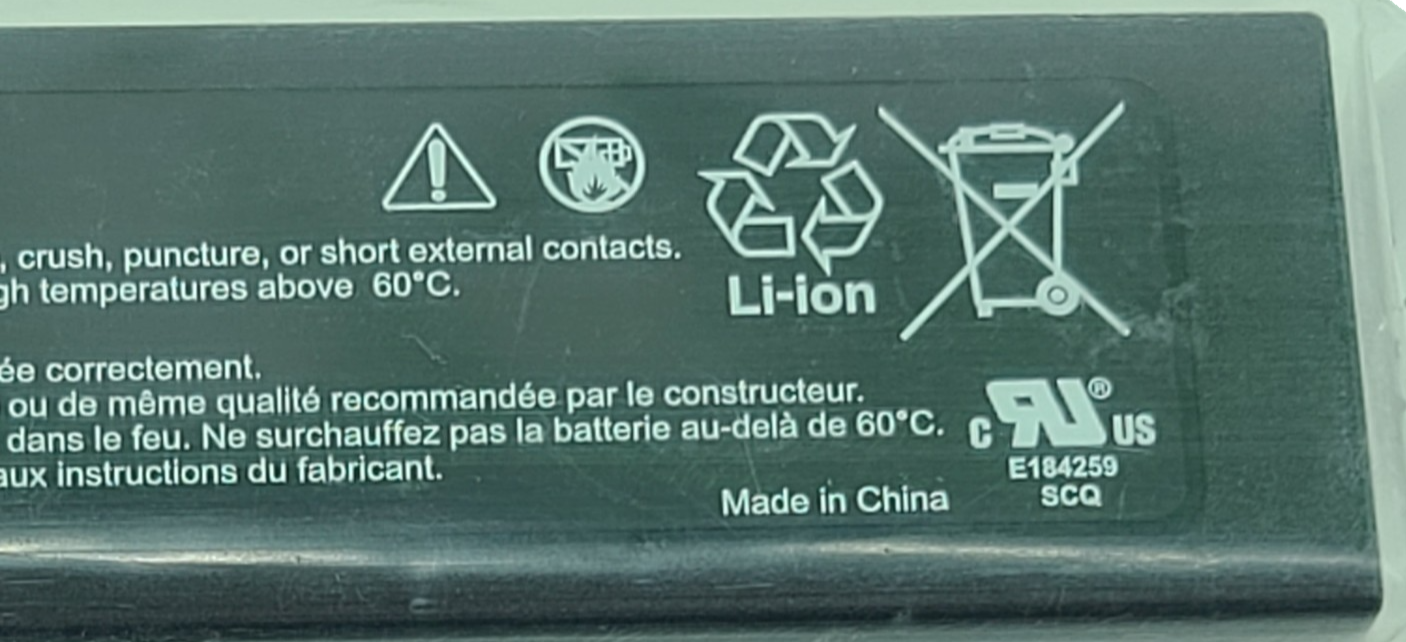 , crush, puncture, or short external contacts.
temperatures above 60°C.
Li-ion
correctement.
ou de même qualité recommandée par le constructeur.
dans le feu. Ne surchauffez pas la batterie au-delà de 60°C.
aux instructions du fabricant.
C RU® US
E184259
SCQ
Made in China